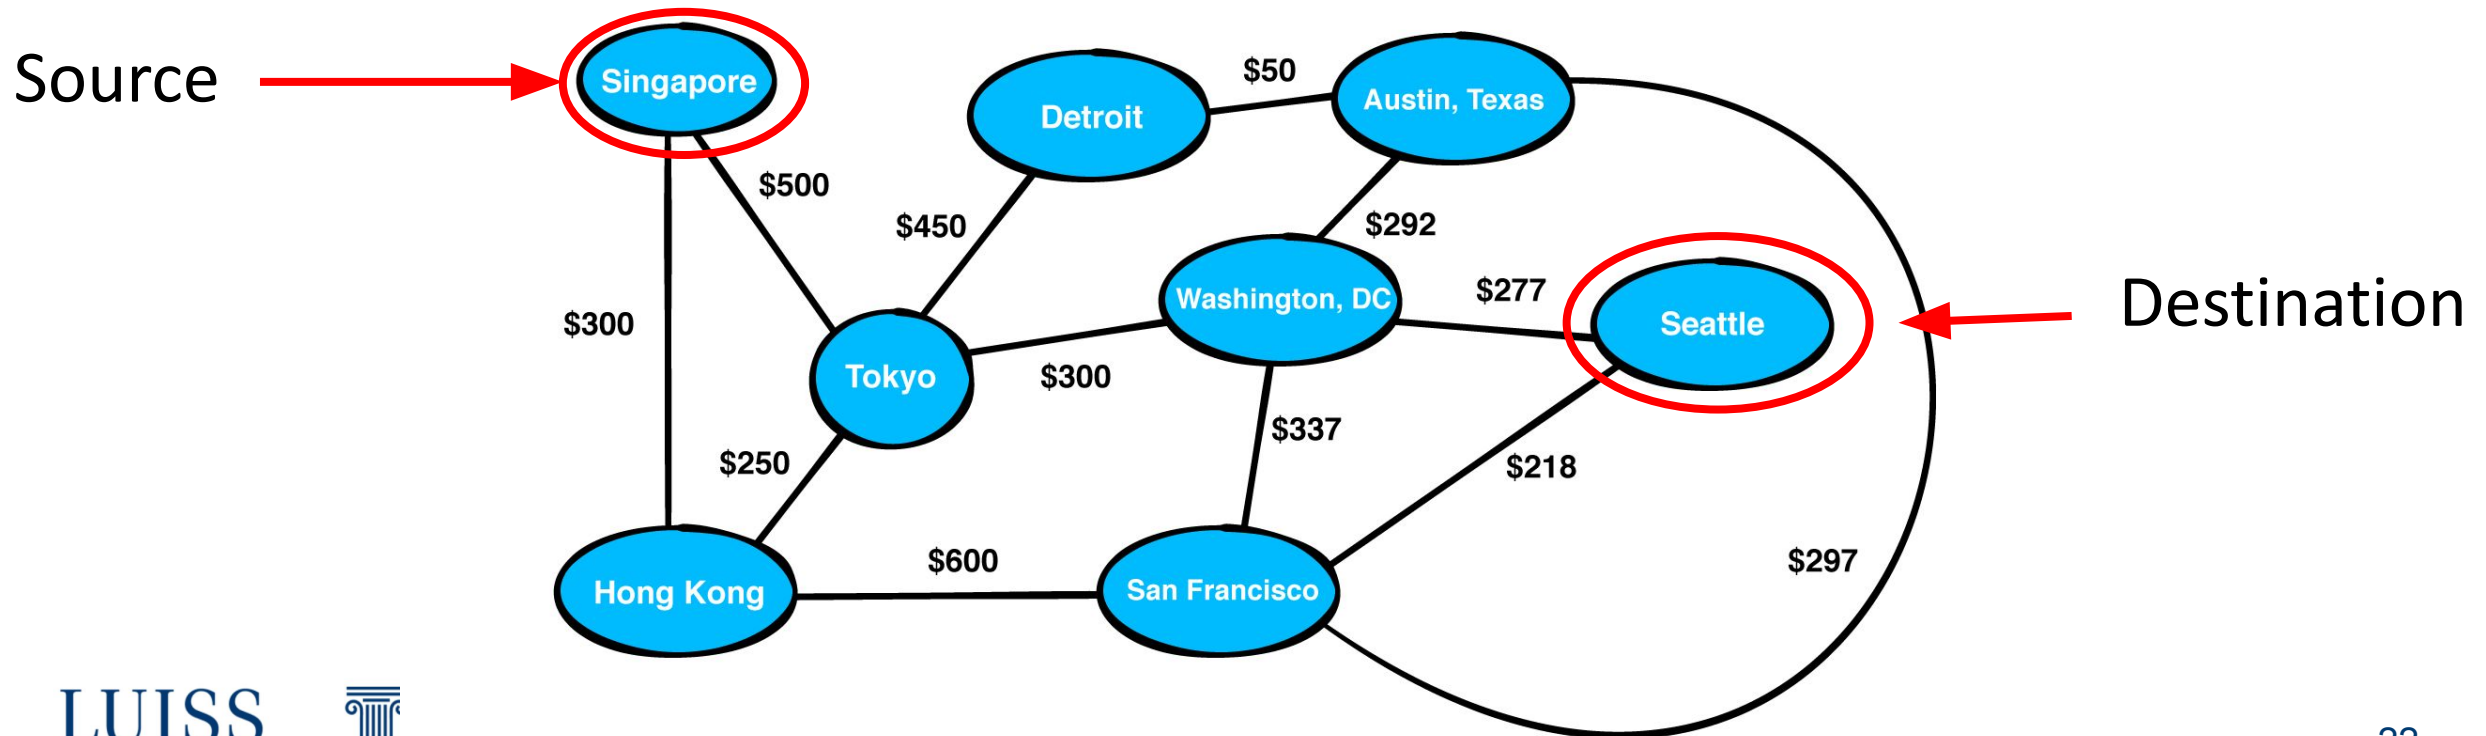 Source
Singapore
Detroit
$50
Austin, Texas
$500
$450
$292
$300
Washington, DC
$277
Seattle
Destination
Tokyo
$300
$337
$250
$218
Hong Kong
$600
San Francisco
$297
LUISS